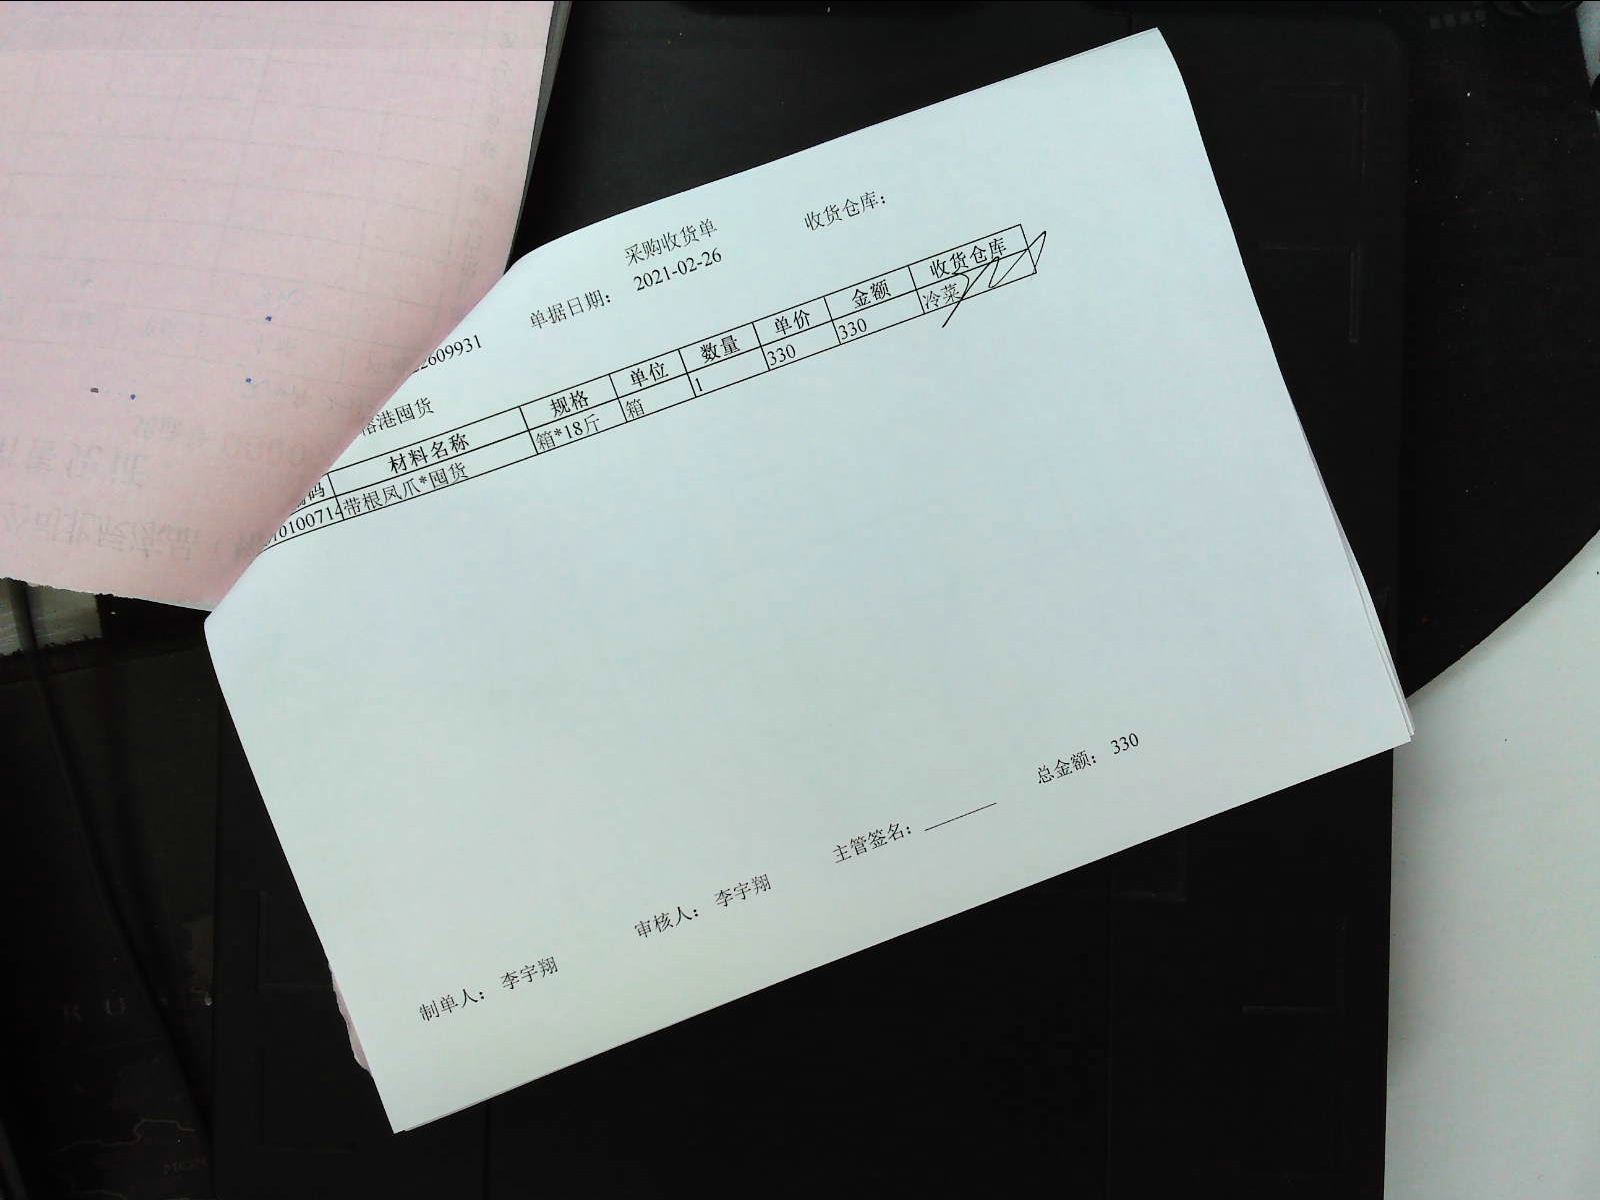 采购收货单
收货仓库：
单据日期： 2021-02-26
2609931
港囤货
码 材料名称 规格 单位 数量 单价 金额 收货仓库
10100714 带根凤爪*囤货 箱*18斤 箱 1 330 330 冷菜
总金额： 330
主管签名：
审核人： 李宇翔
制单人： 李宇翔